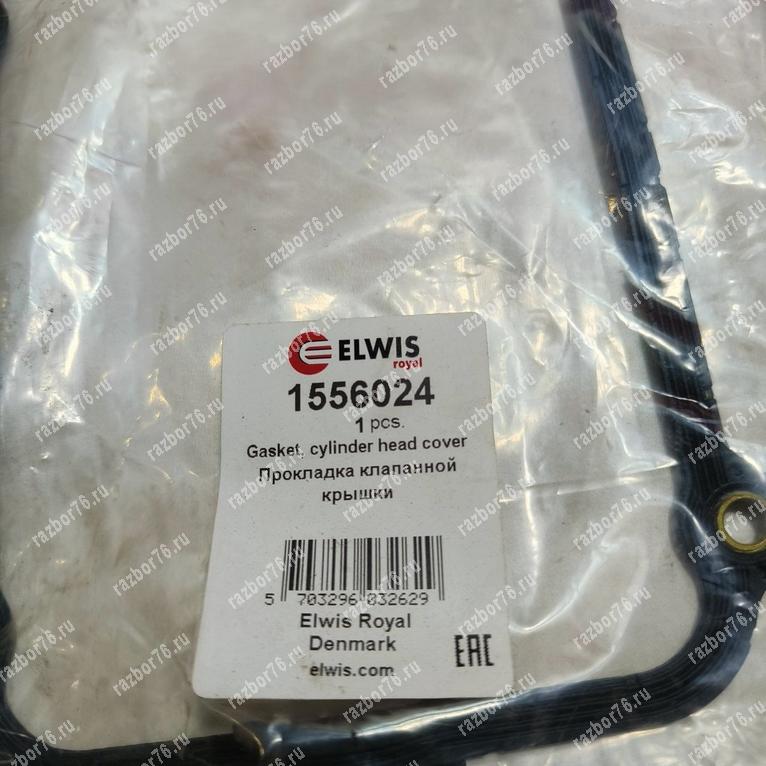 ELWIS
royal
1556024
1 pcs.
Gasket, cylinder head cover
Прокладка клапанной
крышки
5 703296 032629
Elwis Royal
Denmark
elwis.com
EAC
razbor76.ru